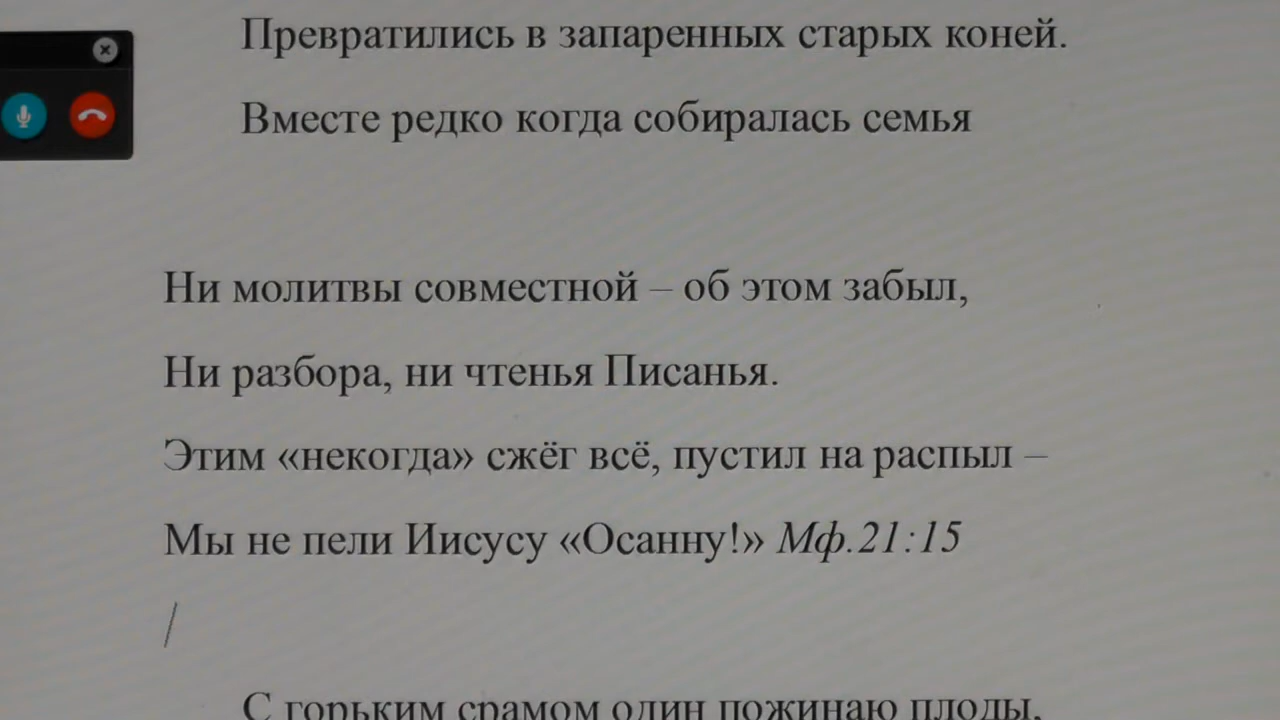 Превратились в запаренных старых коней.
Вместе редко когда собиралась семья
Ни молитвы совместной – об этом забыл,
Ни разбора, ни чтенья Писанья.
Этим «некогда» сжёг всё, пустил на распыл –
Мы не пели Иисусу «Осанну!» Мф.21:15
/
С горьким срамом один пожинаю плоды,